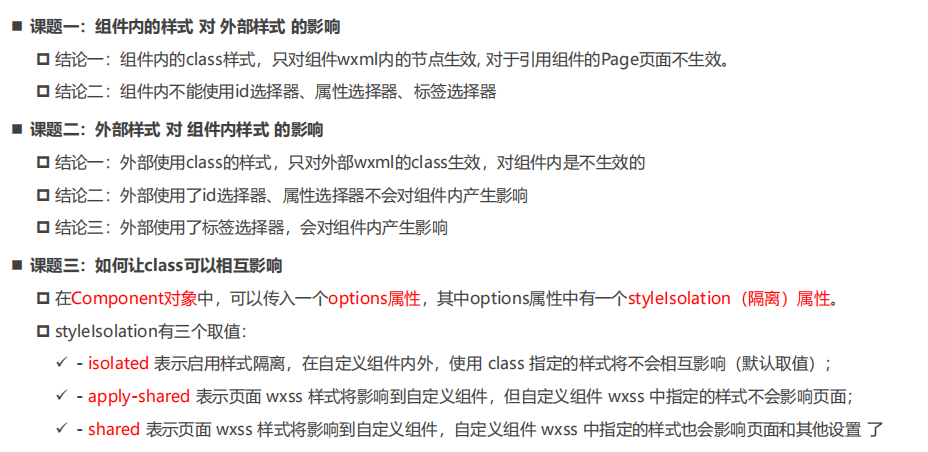 ■ 课题一：组件内的样式 对 外部样式 的影响
结论一：组件内的class样式，只对组件wxml内的节点生效, 对于引用组件的Page页面不生效。
结论二：组件内不能使用id选择器、属性选择器、标签选择器
■ 课题二：外部样式 对 组件内样式 的影响
结论一：外部使用class的样式，只对外部wxml的class生效，对组件内是不生效的
结论二：外部使用了id选择器、属性选择器不会对组件内产生影响
结论三：外部使用了标签选择器，会对组件内产生影响
■ 课题三：如何让class可以相互影响
在Component对象中，可以传入一个options属性，其中options属性中有一个styleIsolation（隔离）属性。
styleIsolation有三个取值：
✓ - isolated 表示启用样式隔离，在自定义组件内外，使用 class 指定的样式将不会相互影响（默认取值）；
✓ - apply-shared 表示页面 wxss 样式将影响到自定义组件，但自定义组件 wxss 中指定的样式不会影响页面；
✓ - shared 表示页面 wxss 样式将影响到自定义组件，自定义组件 wxss 中指定的样式也会影响页面和其他设置 了